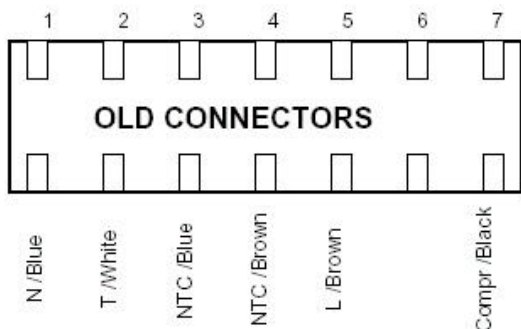 1 2 3 4 5 6 7
OLD CONNECTORS
N /Blue
T /White
NTC /Blue
NTC /Brown
L /Brown
Compr /Black